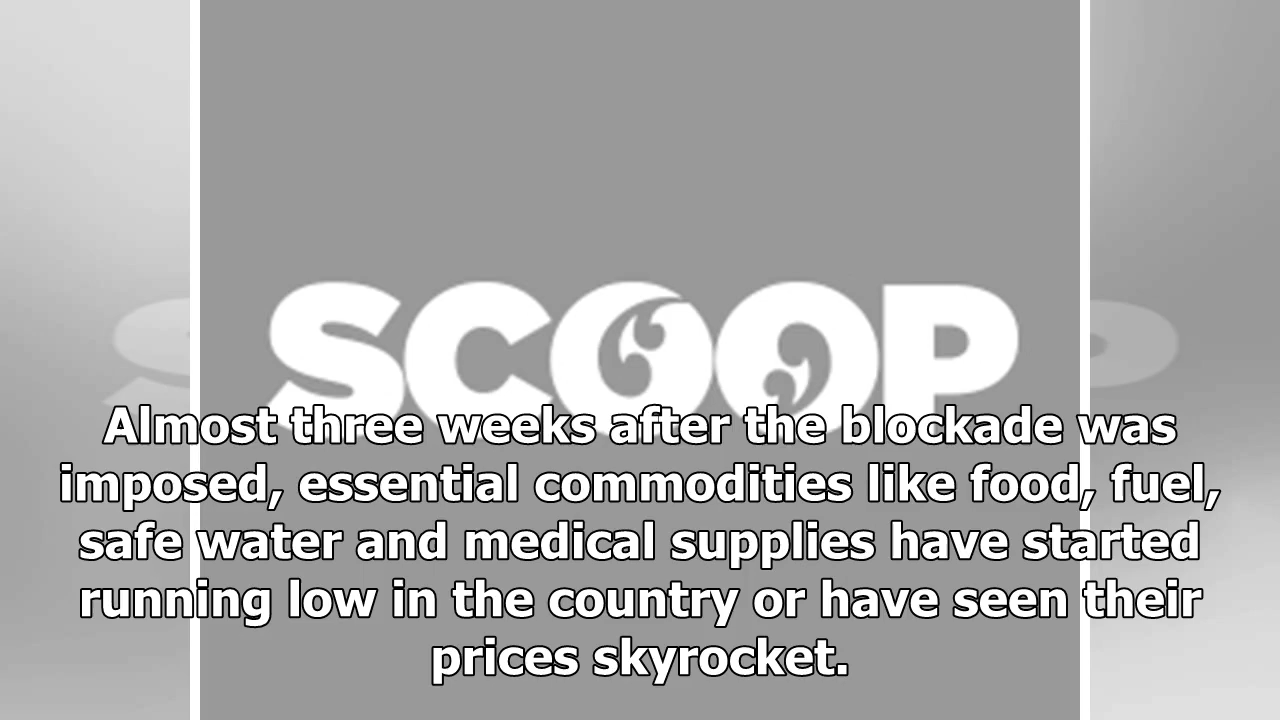 SCOOP
Almost three weeks after the blockade was
imposed, essential commodities like food, fuel,
safe water and medical supplies have started
running low in the country or have seen their
prices skyrocket.